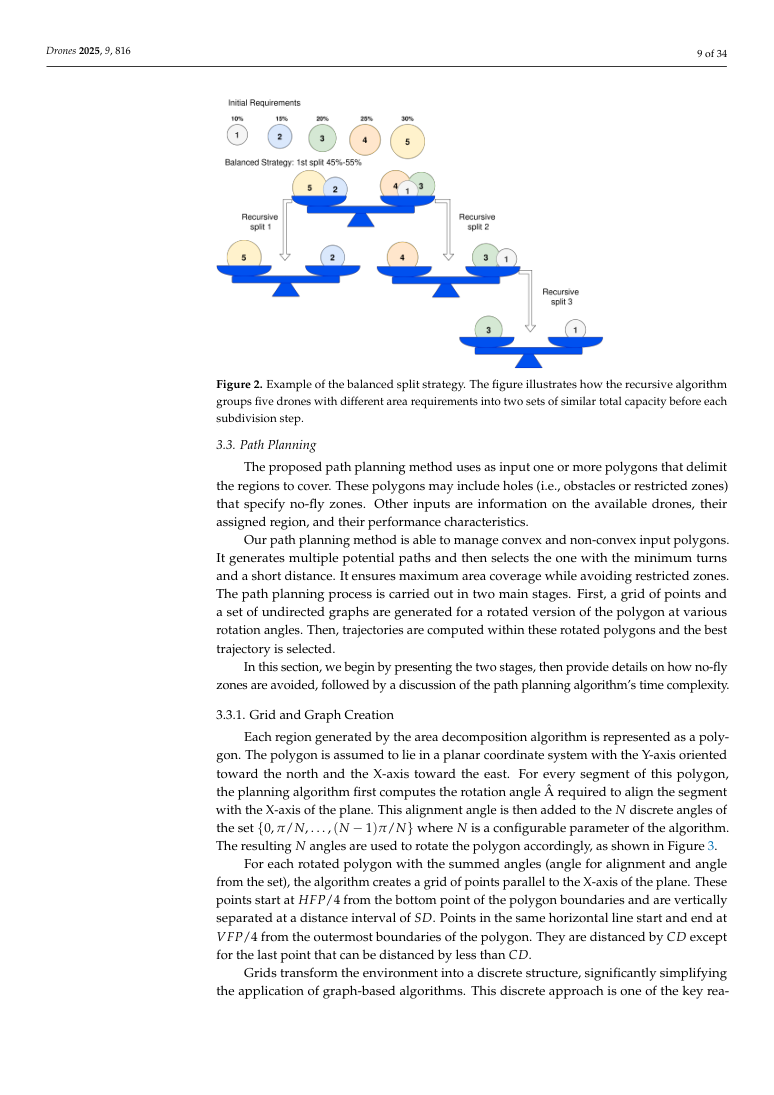 Drones 2025, 9, 816
9 of 34
Initial Requirements
10% 15% 20% 25% 30%
1 2 3 4 5
Balanced Strategy: 1st split 45%-55%
5 2 4 1 3
Recursive
split 1
Recursive
split 2
5 2 4 3 1
Recursive
split 3
3 1
Figure 2. Example of the balanced split strategy. The figure illustrates how the recursive algorithm
groups five drones with different area requirements into two sets of similar total capacity before each
subdivision step.
3.3. Path Planning
The proposed path planning method uses as input one or more polygons that delimit
the regions to cover. These polygons may include holes (i.e., obstacles or restricted zones)
that specify no-fly zones. Other inputs are information on the available drones, their
assigned region, and their performance characteristics.
Our path planning method is able to manage convex and non-convex input polygons.
It generates multiple potential paths and then selects the one with the minimum turns
and a short distance. It ensures maximum area coverage while avoiding restricted zones.
The path planning process is carried out in two main stages. First, a grid of points and
a set of undirected graphs are generated for a rotated version of the polygon at various
rotation angles. Then, trajectories are computed within these rotated polygons and the best
trajectory is selected.
In this section, we begin by presenting the two stages, then provide details on how no-fly
zones are avoided, followed by a discussion of the path planning algorithm's time complexity.
3.3.1. Grid and Graph Creation
Each region generated by the area decomposition algorithm is represented as a poly-
gon. The polygon is assumed to lie in a planar coordinate system with the Y-axis oriented
toward the north and the X-axis toward the east. For every segment of this polygon,
the planning algorithm first computes the rotation angle Â required to align the segment
with the X-axis of the plane. This alignment angle is then added to the N discrete angles of
the set {0, π/N, . . . , (N − 1)π/N} where N is a configurable parameter of the algorithm.
The resulting N angles are used to rotate the polygon accordingly, as shown in Figure 3.
For each rotated polygon with the summed angles (angle for alignment and angle
from the set), the algorithm creates a grid of points parallel to the X-axis of the plane. These
points start at HFP/4 from the bottom point of the polygon boundaries and are vertically
separated at a distance interval of SD. Points in the same horizontal line start and end at
VFP/4 from the outermost boundaries of the polygon. They are distanced by CD except
for the last point that can be distanced by less than CD.
Grids transform the environment into a discrete structure, significantly simplifying
the application of graph-based algorithms. This discrete approach is one of the key rea-